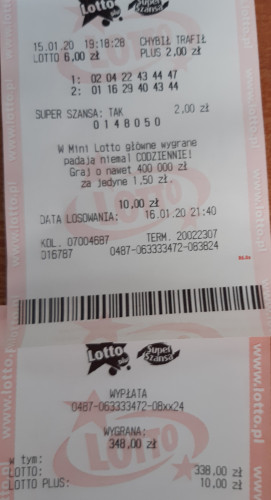 Lotto plus Super Szansa
15.01.20 19:18:28 CHYBIŁ TRAFIŁ
LOTTO 6,00 zł PLUS 2,00 zł
1: 02 04 22 43 44 47
2: 01 16 29 40 43 44
SUPER SZANSA: TAK 2,00 zł
0148050
W Mini Lotto główne wygrane
padają niemal CODZIENNIE!
Graj o nawet 400 000 zł
za jedyne 1,50 zł.
10,00 zł
DATA LOSOWANIA: 16.01.20 21:40
KOL. 07004687 TERM. 20022307
016787 0487-063333472-083824
Lotto plus Super Szansa
WYPŁATA
0487-063333472-08xx24
WYGRANA:
348,00 zł
w tym:
LOTTO: 338,00 zł
LOTTO PLUS: 10,00 zł
www.lotto.pl
LOTTO